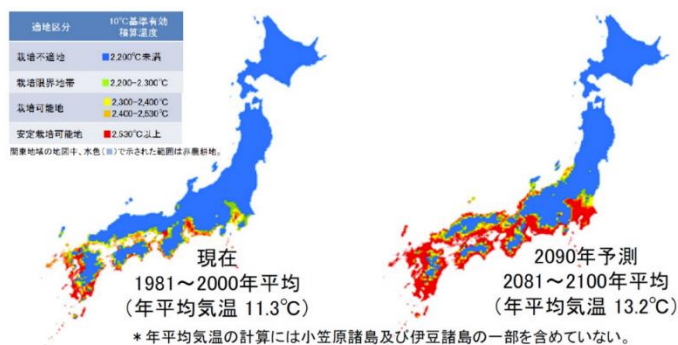 適地区分 10℃基準有効積算温度
栽培不適地 ■2,200℃未満
栽培限界地帯 ■2,200-2,300℃
栽培可能地 ■2,300-2,400℃
■2,400-2,530℃
安定栽培可能地 ■2,530℃以上
関東地域の地図中、水色(■)で示された範囲は非農耕地。
現在
1981～2000年平均
(年平均気温 11.3℃)
2090年予測
2081～2100年平均
(年平均気温 13.2℃)
*年平均気温の計算には小笠原諸島及び伊豆諸島の一部を含めていない。